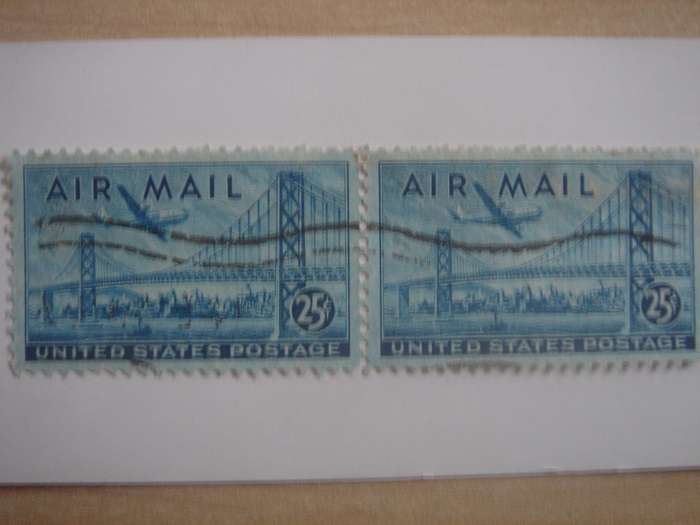 AIR MAIL
25¢
UNITED STATES POSTAGE
AIR MAIL
25¢
UNITED STATES POSTAGE